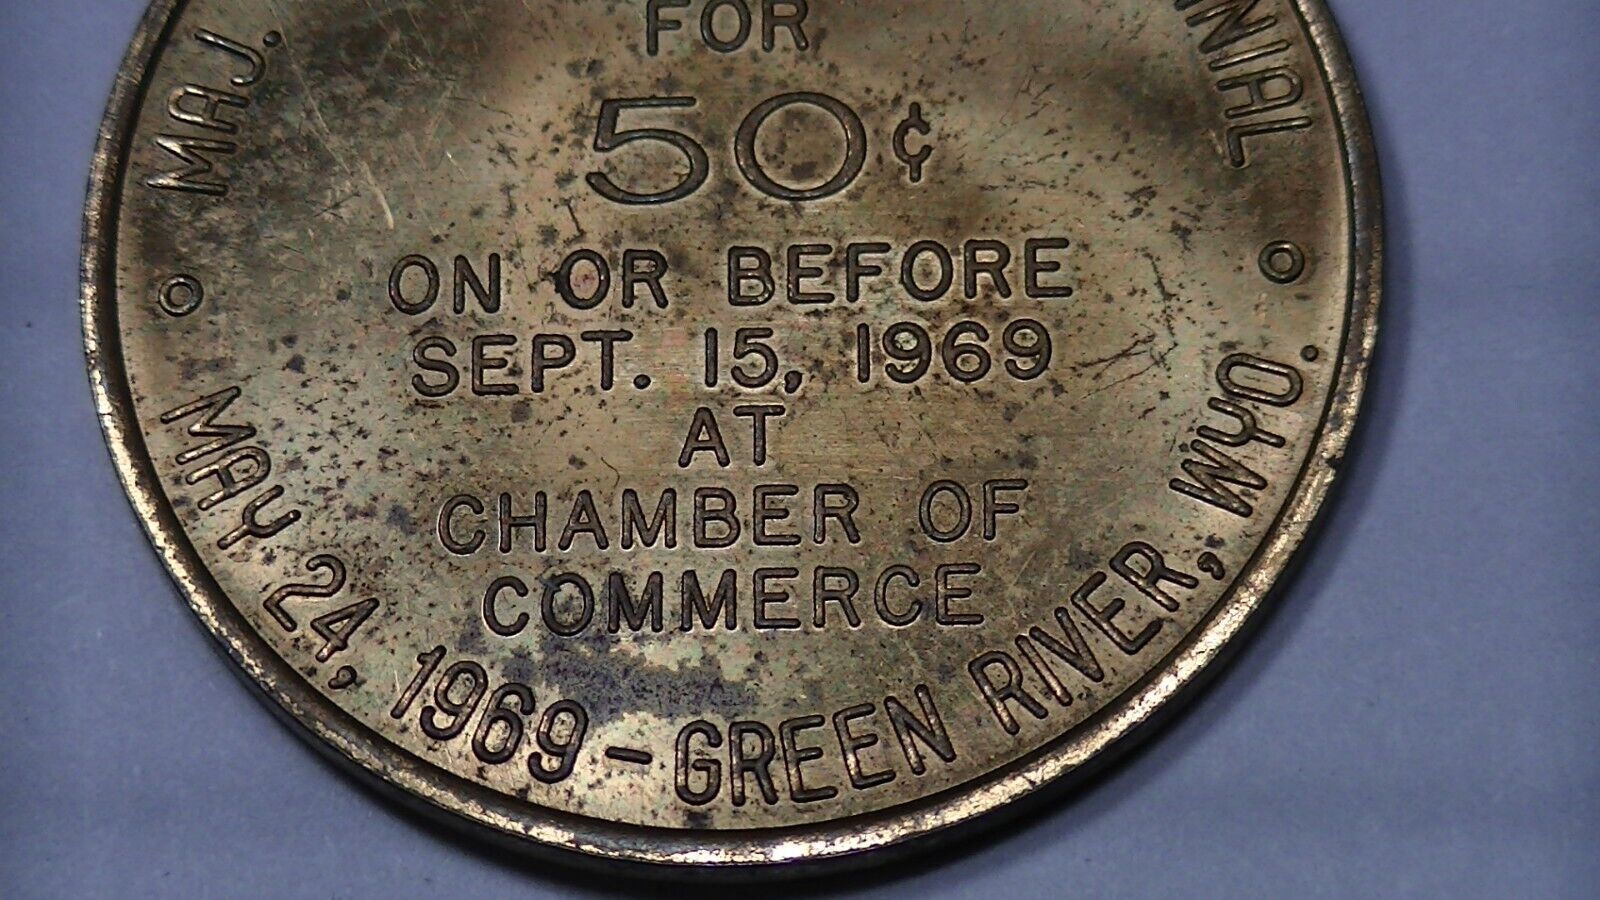 MAJ.
FOR
50¢
ON OR BEFORE
SEPT. 15, 1969
AT
CHAMBER OF
COMMERCE
MAY 24, 1969 – GREEN RIVER, WYO.